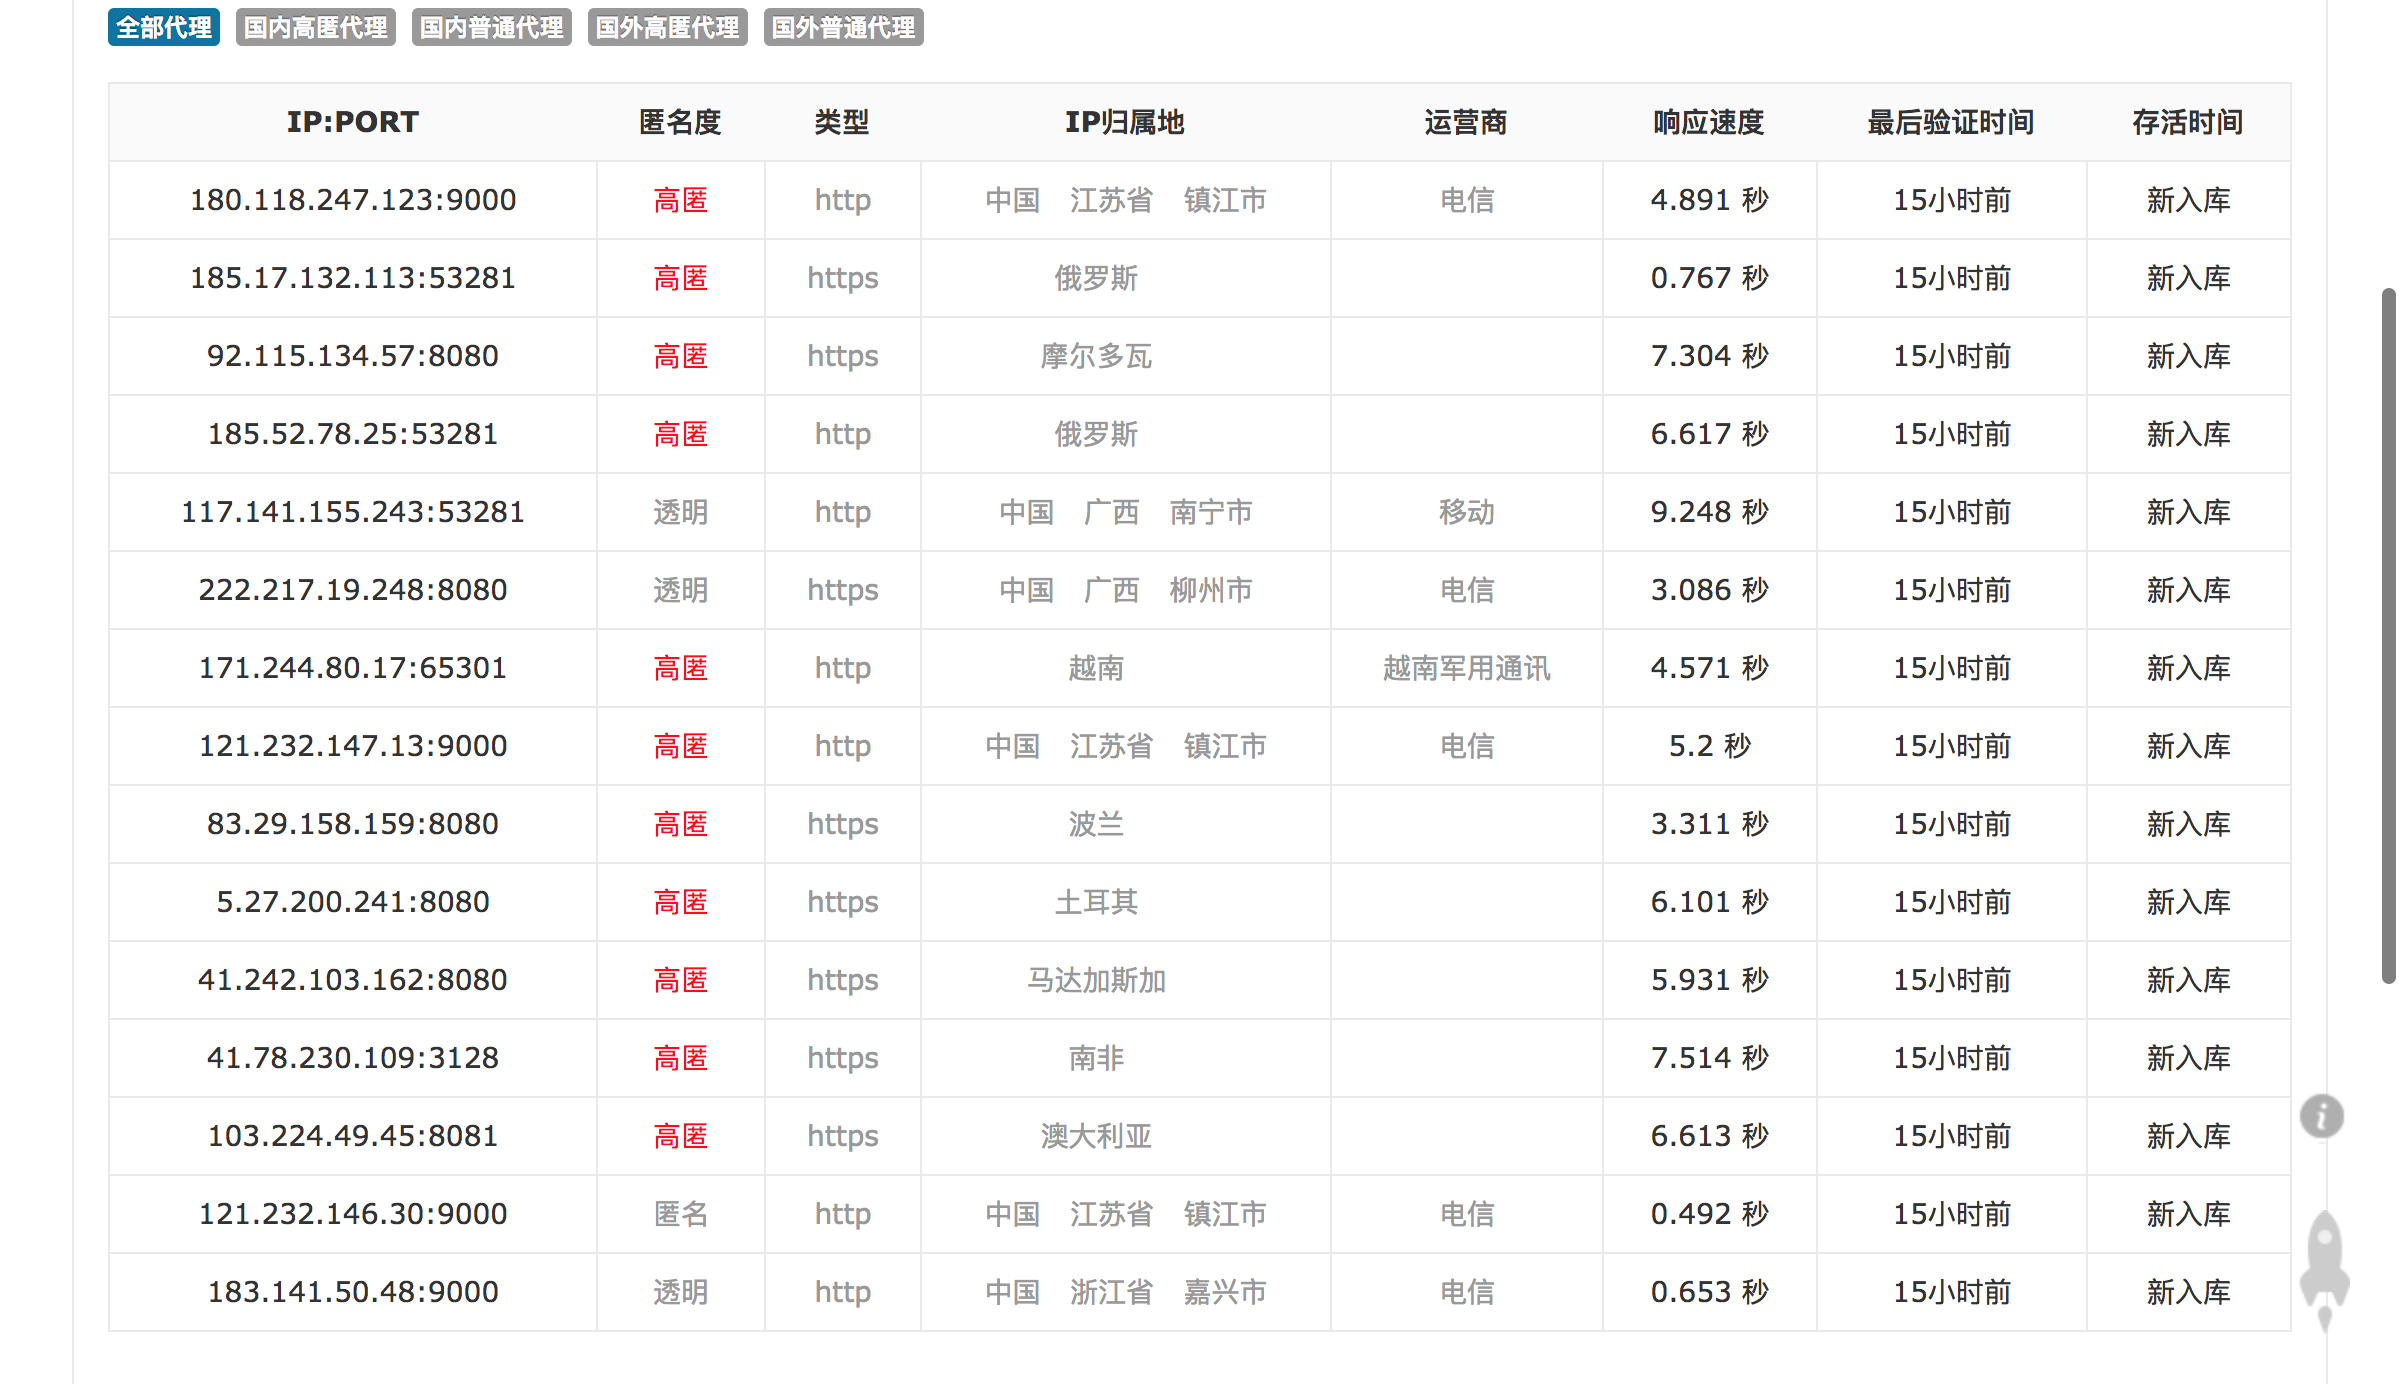 全部代理 国内高匿代理 国内普通代理 国外高匿代理 国外普通代理
IP:PORT 匿名度 类型 IP归属地 运营商 响应速度 最后验证时间 存活时间
180.118.247.123:9000 高匿 http 中国 江苏省 镇江市 电信 4.891 秒 15小时前 新入库
185.17.132.113:53281 高匿 https 俄罗斯 0.767 秒 15小时前 新入库
92.115.134.57:8080 高匿 https 摩尔多瓦 7.304 秒 15小时前 新入库
185.52.78.25:53281 高匿 http 俄罗斯 6.617 秒 15小时前 新入库
117.141.155.243:53281 透明 http 中国 广西 南宁市 移动 9.248 秒 15小时前 新入库
222.217.19.248:8080 透明 https 中国 广西 柳州市 电信 3.086 秒 15小时前 新入库
171.244.80.17:65301 高匿 http 越南 越南军用通讯 4.571 秒 15小时前 新入库
121.232.147.13:9000 高匿 http 中国 江苏省 镇江市 电信 5.2 秒 15小时前 新入库
83.29.158.159:8080 高匿 https 波兰 3.311 秒 15小时前 新入库
5.27.200.241:8080 高匿 https 土耳其 6.101 秒 15小时前 新入库
41.242.103.162:8080 高匿 https 马达加斯加 5.931 秒 15小时前 新入库
41.78.230.109:3128 高匿 https 南非 7.514 秒 15小时前 新入库
103.224.49.45:8081 高匿 https 澳大利亚 6.613 秒 15小时前 新入库
121.232.146.30:9000 匿名 http 中国 江苏省 镇江市 电信 0.492 秒 15小时前 新入库
183.141.50.48:9000 透明 http 中国 浙江省 嘉兴市 电信 0.653 秒 15小时前 新入库